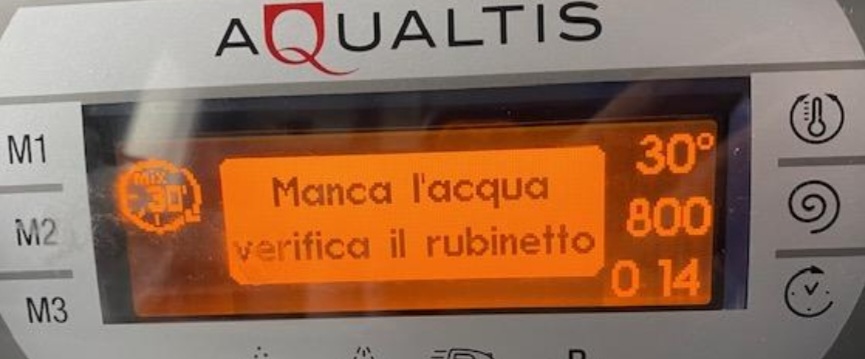 AQUALTIS
M1
M2
M3
MIX
30'
Manca l'acqua
verifica il rubinetto
30°
800
0 14